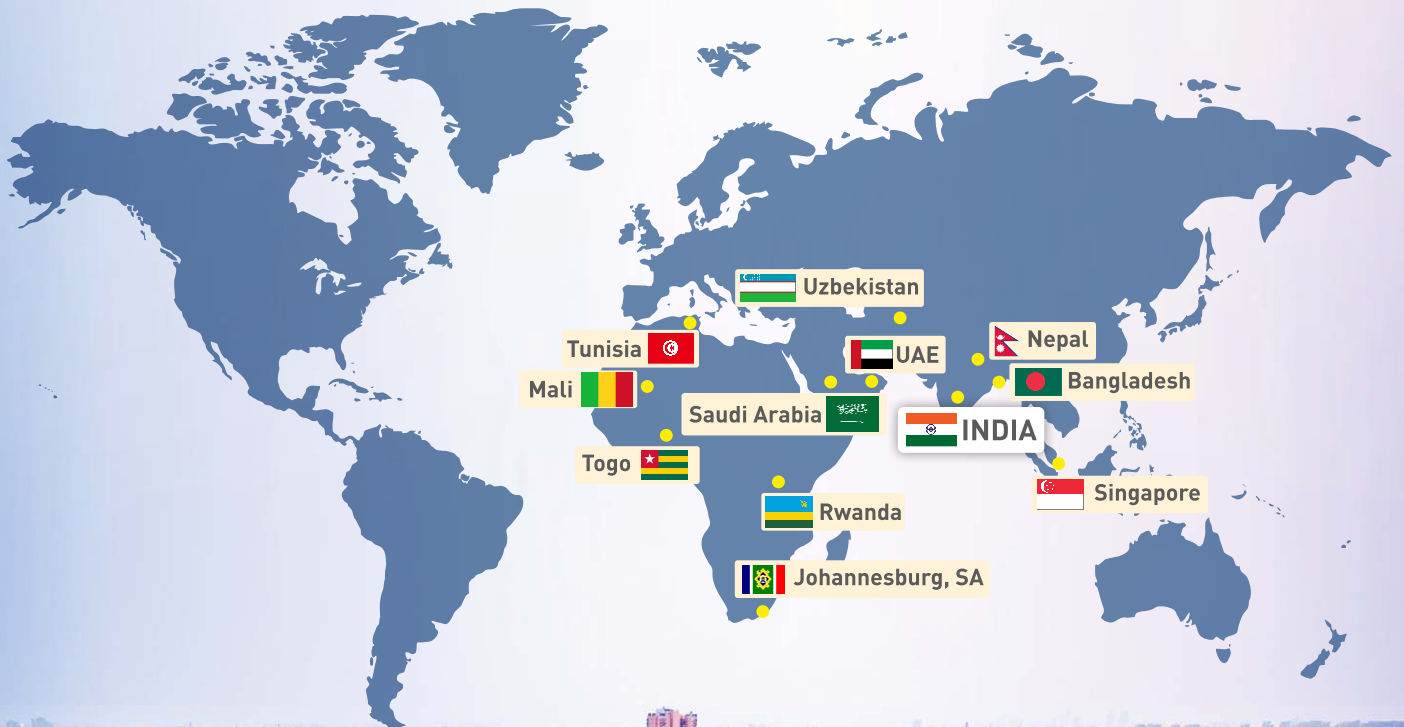 Uzbekistan
Nepal
Tunisia
UAE
Mali
Bangladesh
Saudi Arabia
INDIA
Togo
Singapore
Rwanda
Johannesburg, SA